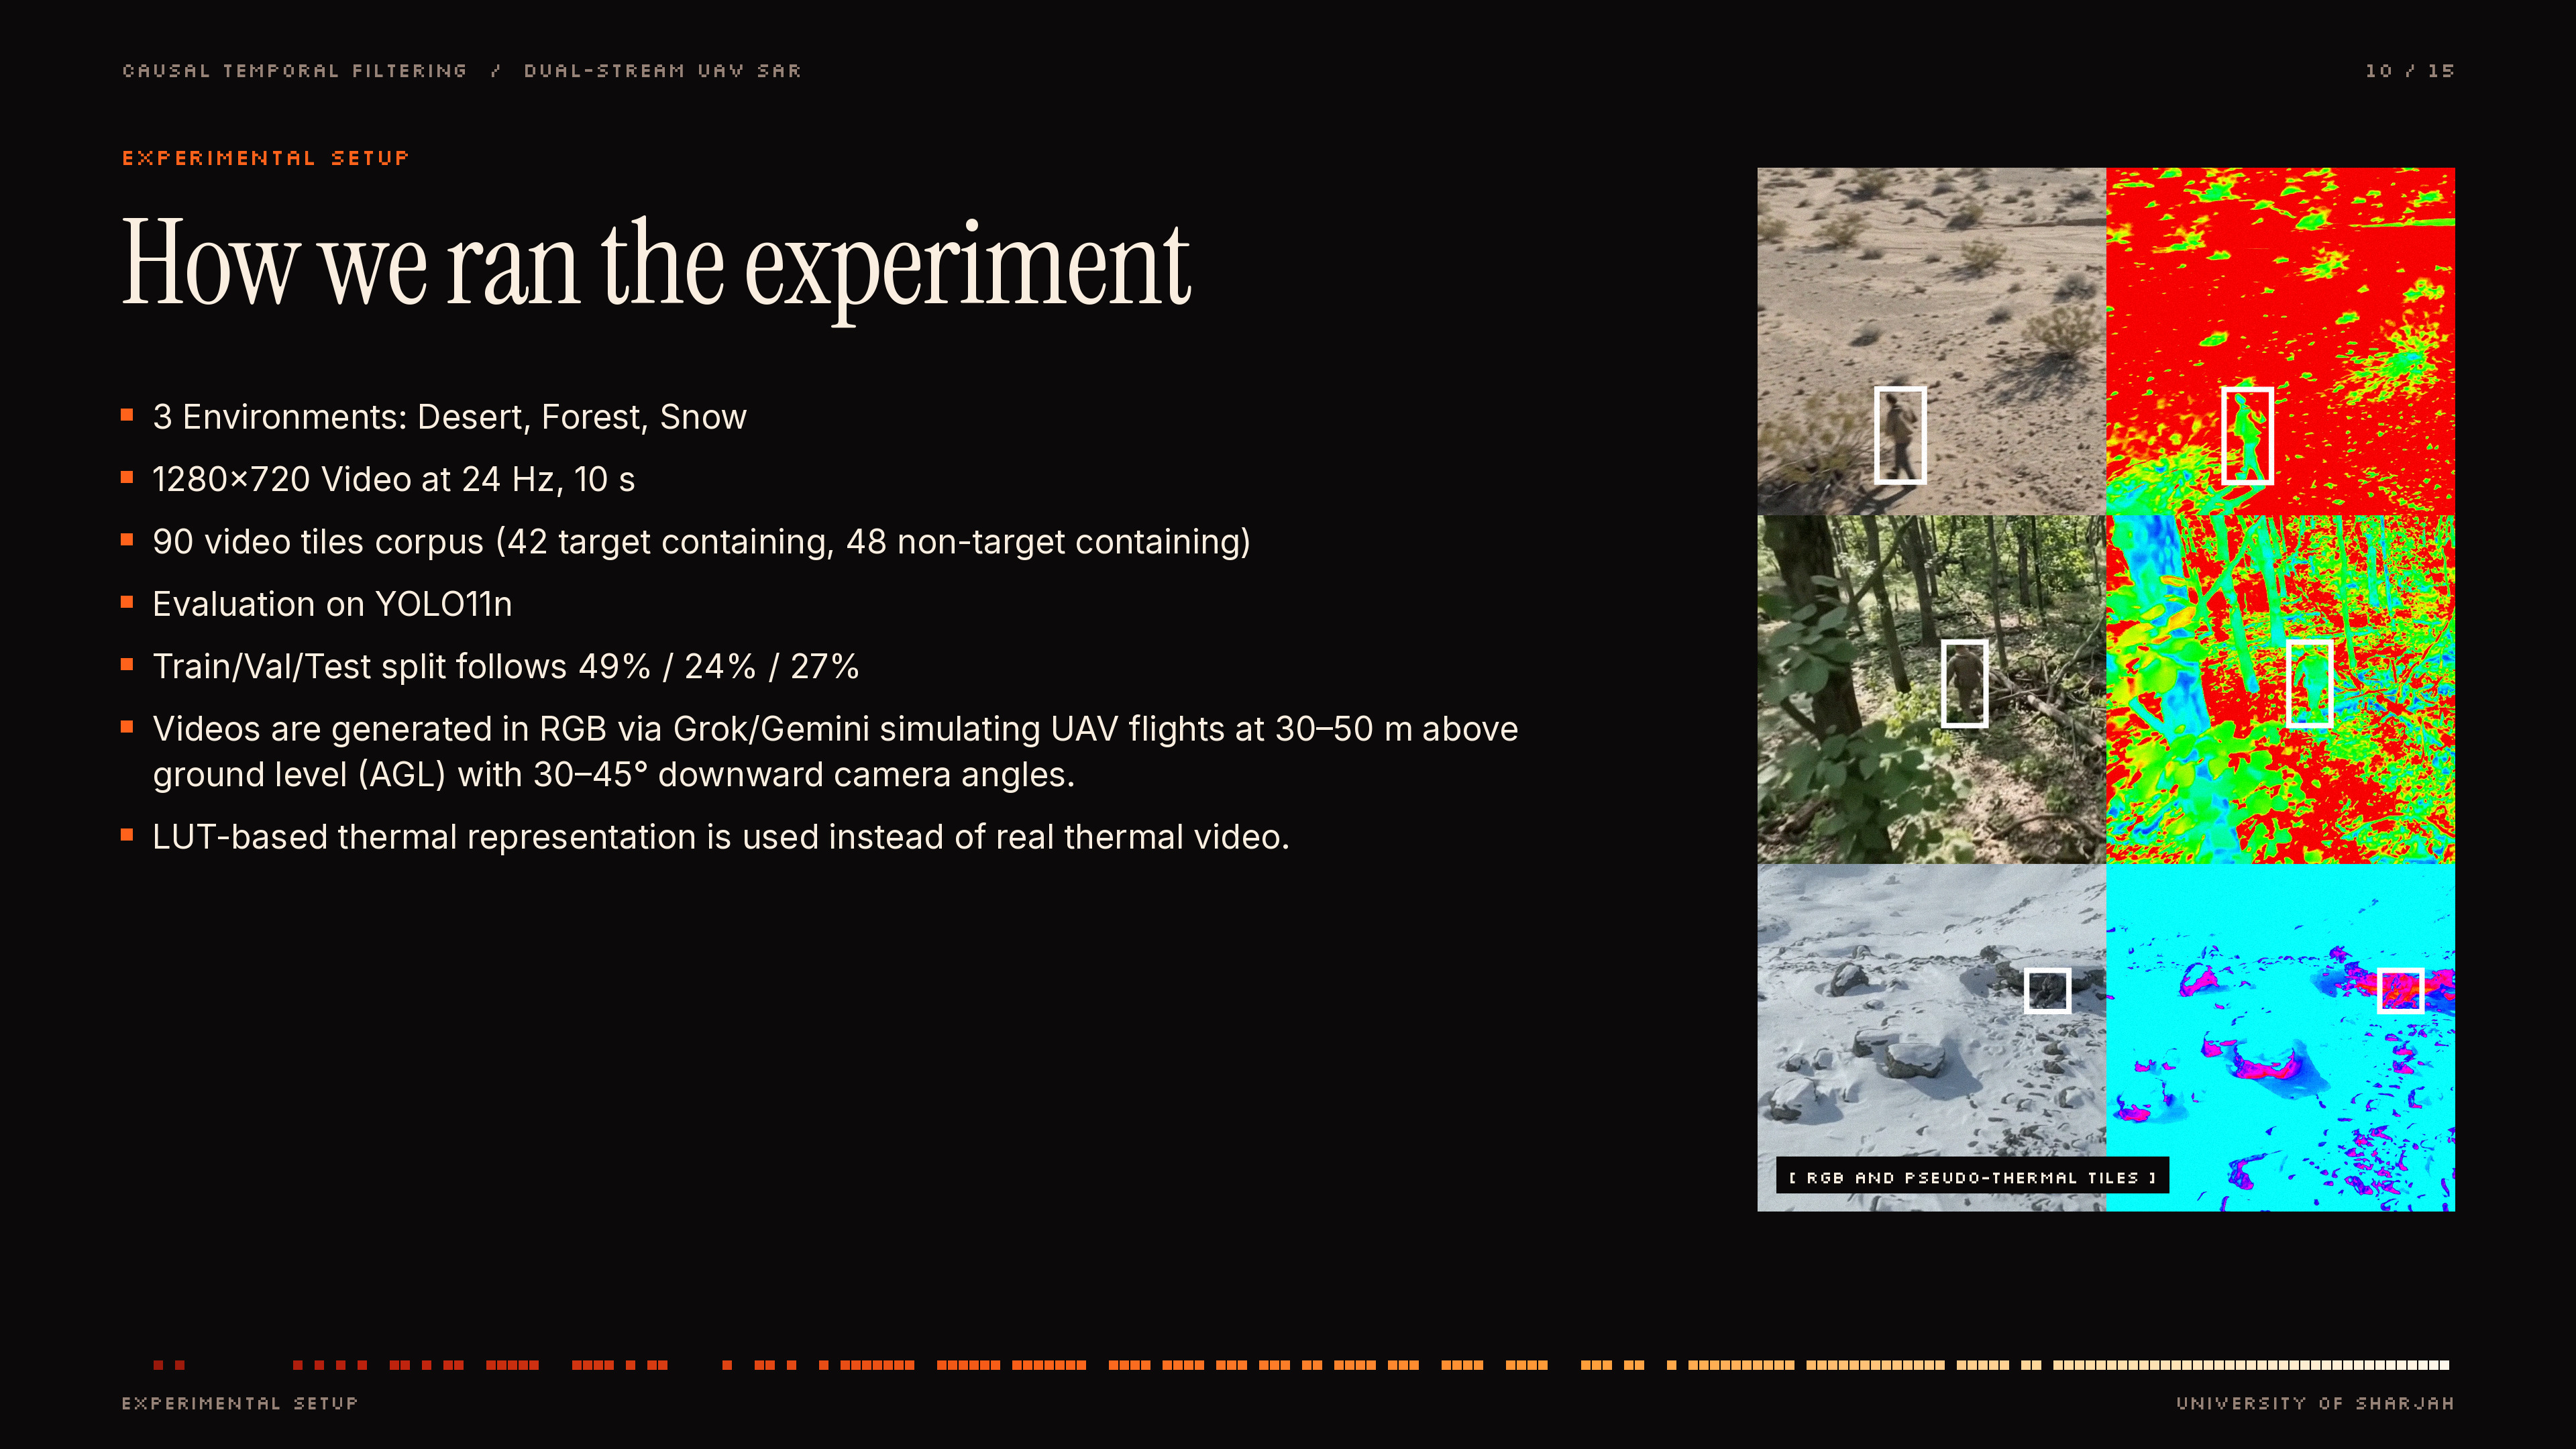 CAUSAL TEMPORAL FILTERING / DUAL-STREAM UAV SAR
10 / 15
EXPERIMENTAL SETUP
How we ran the experiment
3 Environments: Desert, Forest, Snow
1280×720 Video at 24 Hz, 10 s
90 video tiles corpus (42 target containing, 48 non-target containing)
Evaluation on YOLO11n
Train/Val/Test split follows 49% / 24% / 27%
Videos are generated in RGB via Grok/Gemini simulating UAV flights at 30–50 m above
ground level (AGL) with 30–45° downward camera angles.
LUT-based thermal representation is used instead of real thermal video.
[ RGB AND PSEUDO-THERMAL TILES ]
EXPERIMENTAL SETUP
UNIVERSITY OF SHARJAH